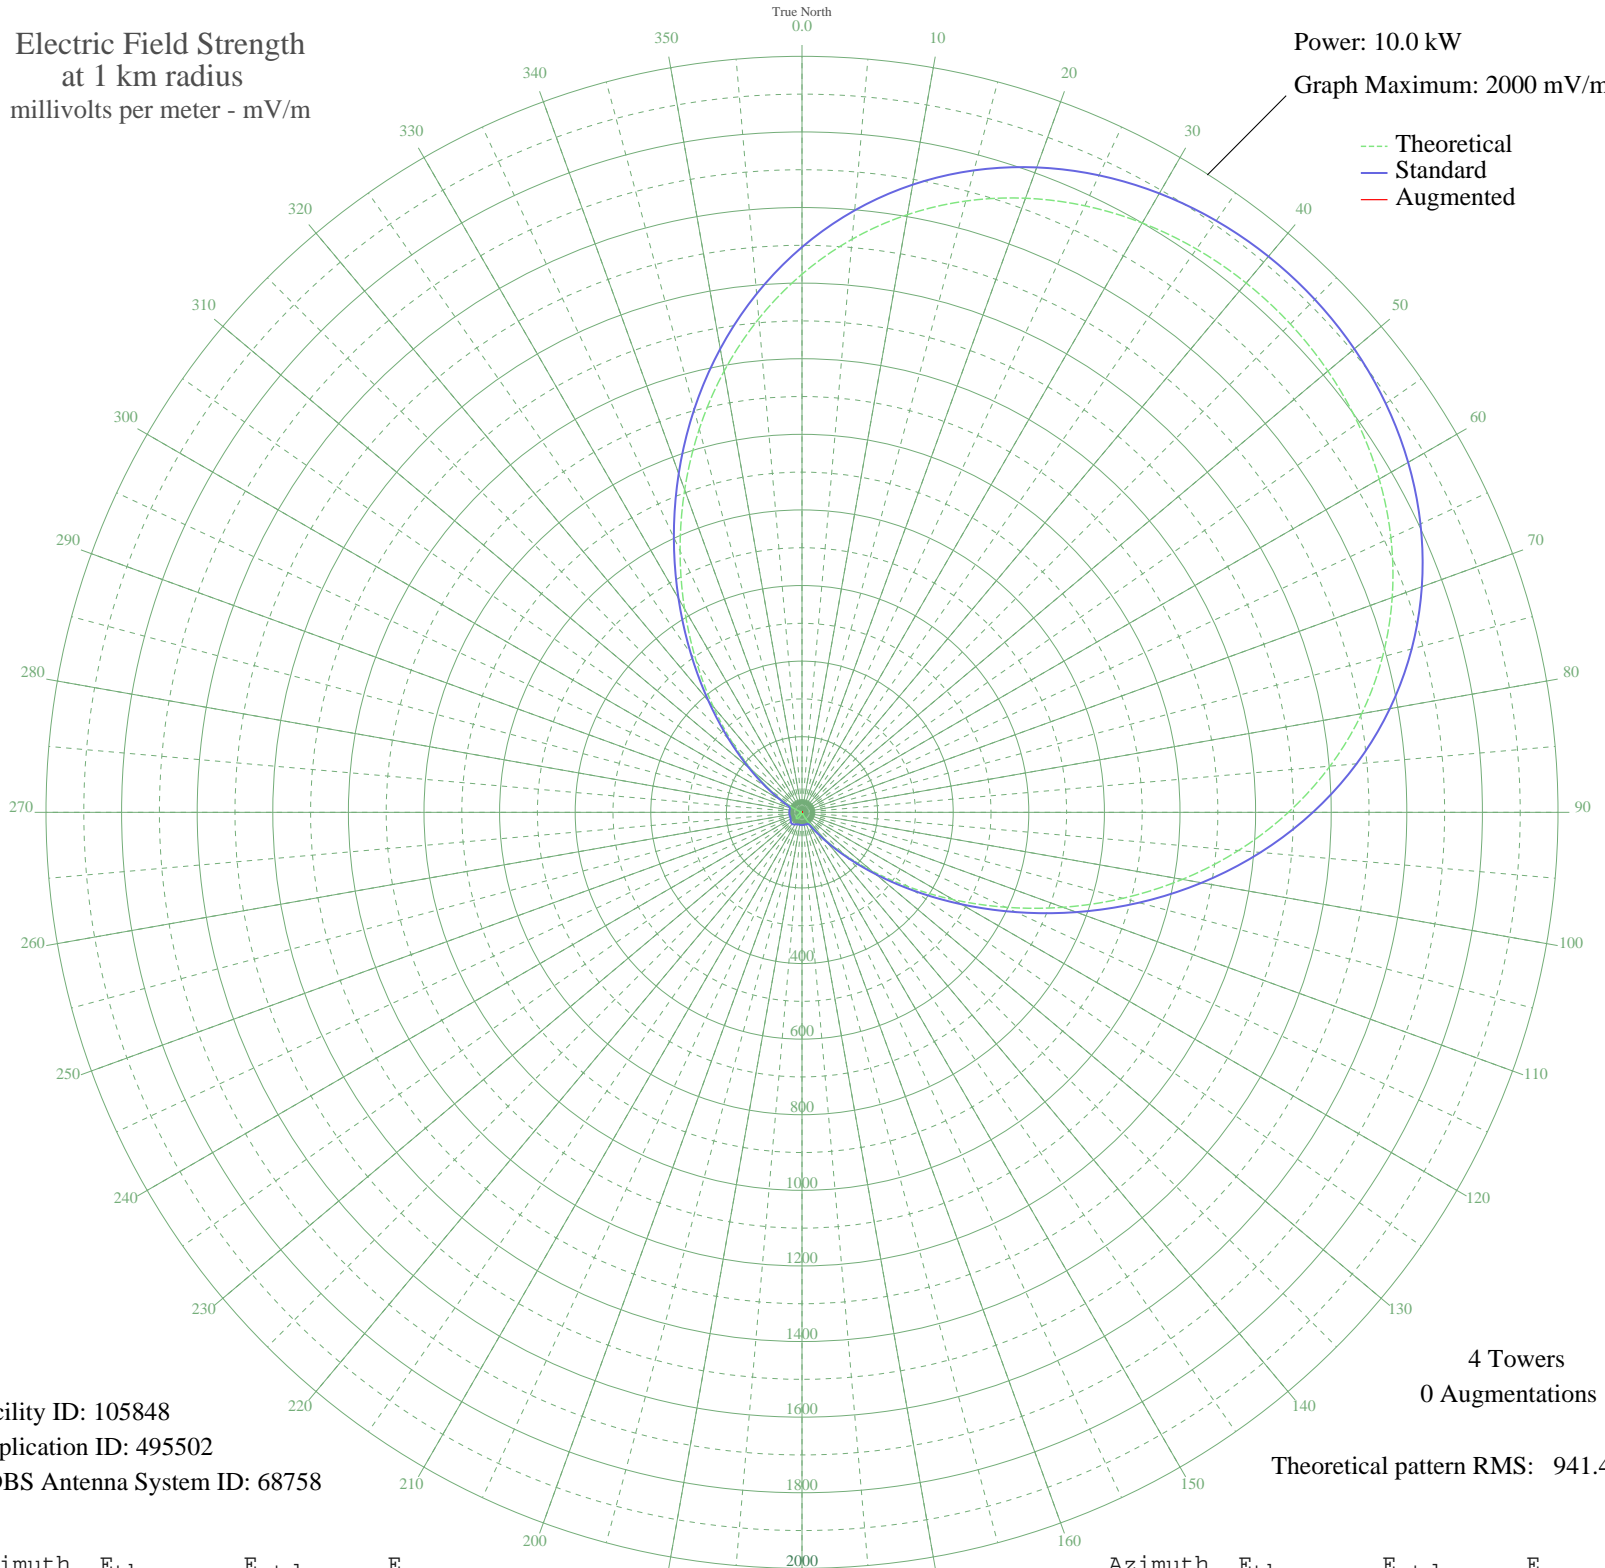 True North
0.0
Electric Field Strength
at 1 km radius
millivolts per meter - mV/m
Power: 10.0 kW
Graph Maximum: 2000 mV/m
Theoretical
Standard
Augmented
350
10
340
20
330
30
320
40
310
50
300
60
290
70
280
80
270
90
260
100
250
110
240
120
230
130
220
140
210
150
200
160
400
600
800
1000
1200
1400
1600
1800
2000
4 Towers
0 Augmentations
Theoretical pattern RMS: 941.4
cility ID: 105848
plication ID: 495502
DBS Antenna System ID: 68758
imuth E E E
Azimuth E E E